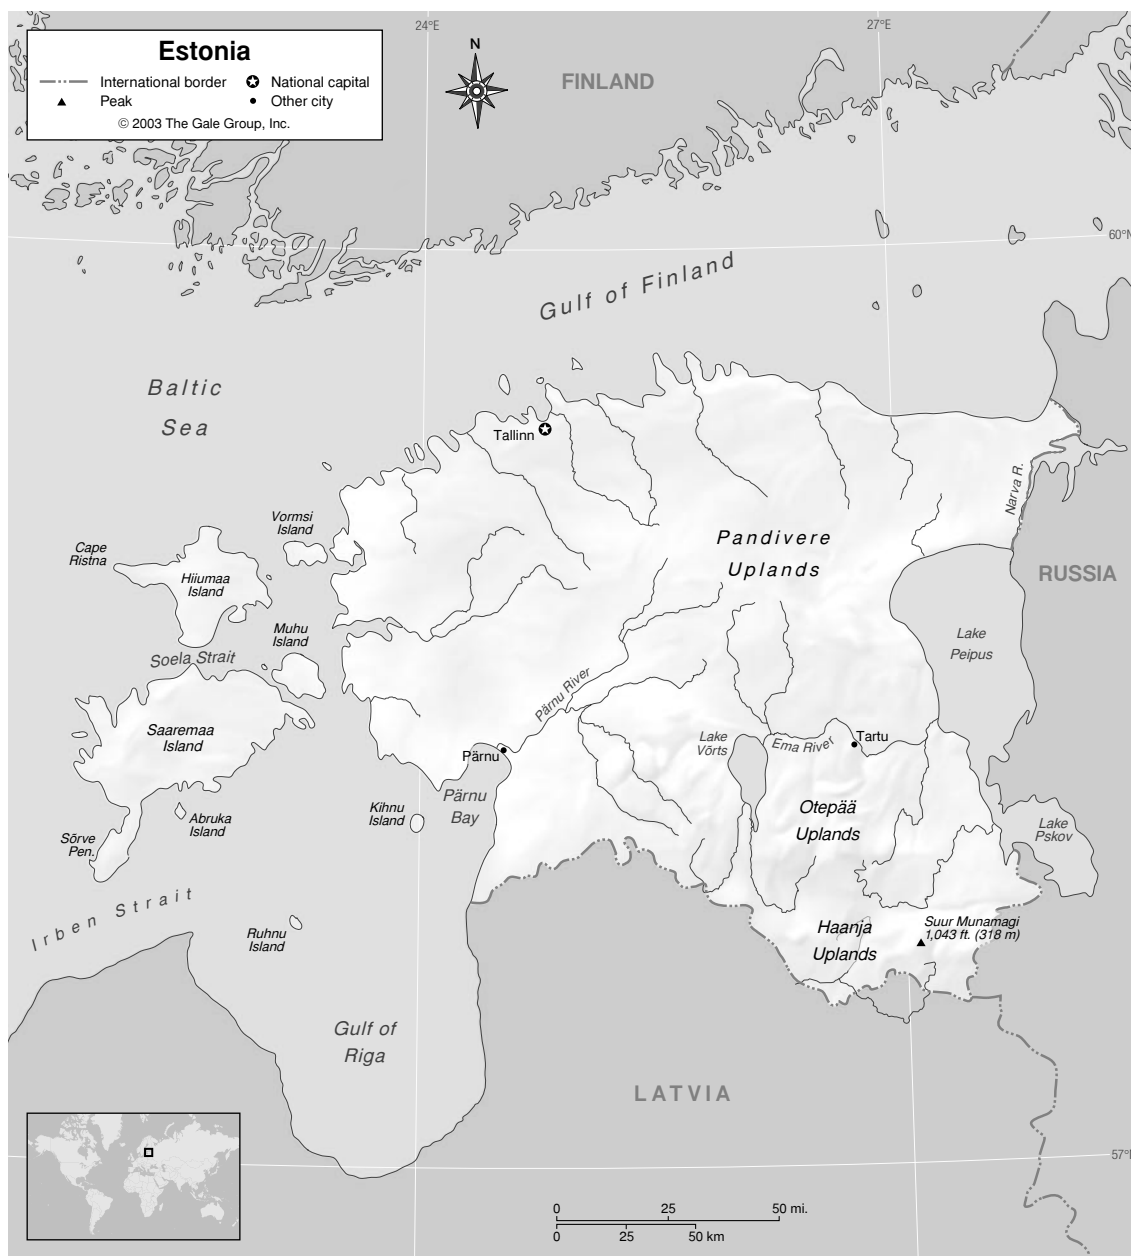 24°E
27°E
Estonia
International border
National capital
Peak
Other city
© 2003 The Gale Group, Inc.
N
FINLAND
60°N
Gulf of Finland
Baltic
Sea
Tallinn
Narva R.
Vormsi
Island
Cape
Ristna
Hiiumaa
Island
Pandivere
Uplands
RUSSIA
Muhu
Island
Soela Strait
Lake
Peipus
Pärnu River
Saaremaa
Island
Lake
Võrts
Ema River
Tartu
Pärnu
Pärnu
Bay
Kihnu
Island
Abruka
Island
Sõrve
Pen.
Otepää
Uplands
Lake
Pskov
Irben Strait
Ruhnu
Island
Haanja
Uplands
Suur Munamagi
1,043 ft. (318 m)
Gulf of
Riga
LATVIA
57°N
0 25 50 mi.
0 25 50 km